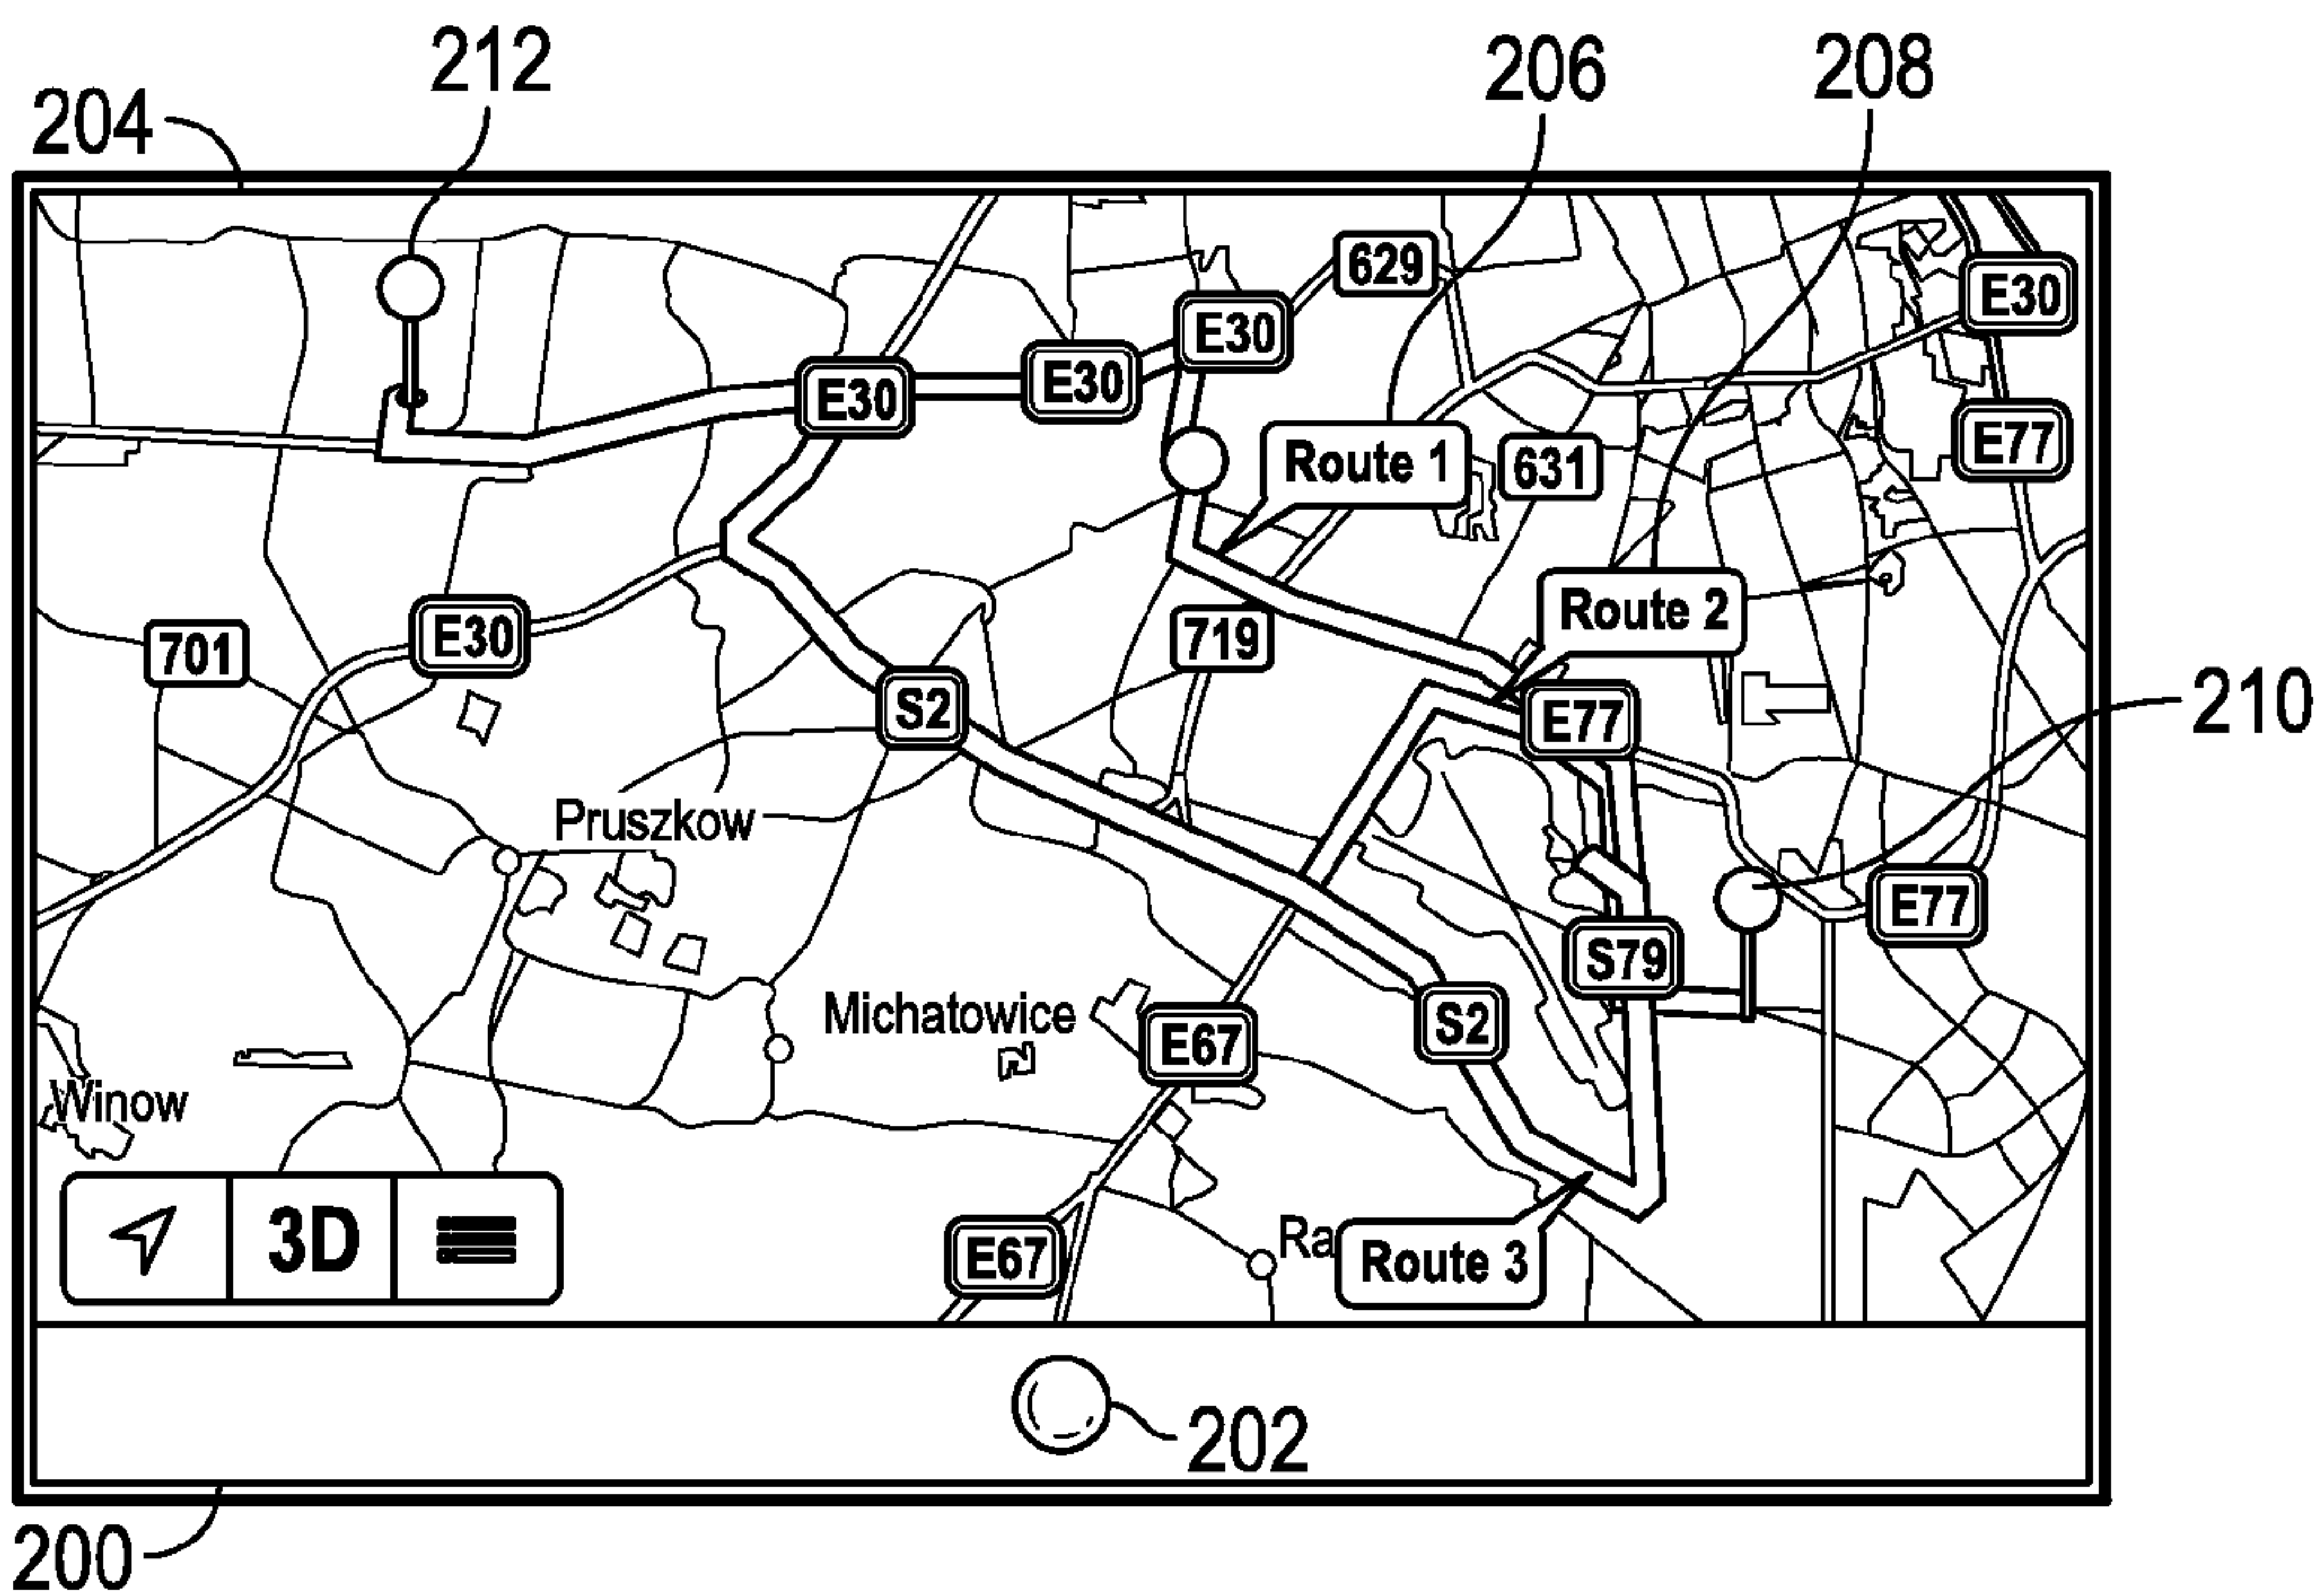 212
206
208
204
629
E30
E30
E30
E30
E77
Route 1
631
Route 2
701
E30
719
S2
E77
210
Pruszkow
E77
S79
Michatowice
E67
S2
Winow
3D
E67
Ra
Route 3
202
200